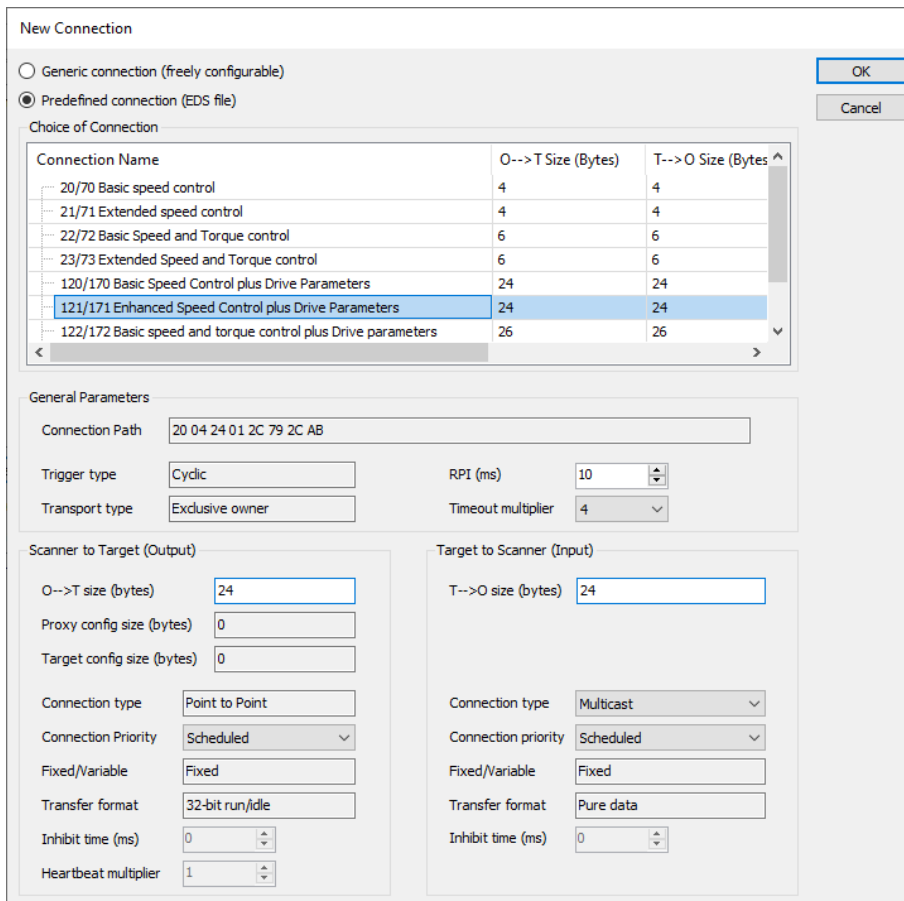 New Connection
Generic connection (freely configurable)
OK
Predefined connection (EDS file)
Cancel
Choice of Connection
Connection Name O-->T Size (Bytes) T-->O Size (Bytes
20/70 Basic speed control 4 4
21/71 Extended speed control 4 4
22/72 Basic Speed and Torque control 6 6
23/73 Extended Speed and Torque control 6 6
120/170 Basic Speed Control plus Drive Parameters 24 24
121/171 Enhanced Speed Control plus Drive Parameters 24 24
122/172 Basic speed and torque control plus Drive parameters 26 26
General Parameters
Connection Path 20 04 24 01 2C 79 2C AB
Trigger type Cyclic RPI (ms) 10
Transport type Exclusive owner Timeout multiplier 4
Scanner to Target (Output)
O-->T size (bytes) 24
Proxy config size (bytes) 0
Target config size (bytes) 0
Connection type Point to Point
Connection Priority Scheduled
Fixed/Variable Fixed
Transfer format 32-bit run/idle
Inhibit time (ms) 0
Heartbeat multiplier 1
Target to Scanner (Input)
T-->O size (bytes) 24
Connection type Multicast
Connection priority Scheduled
Fixed/Variable Fixed
Transfer format Pure data
Inhibit time (ms) 0